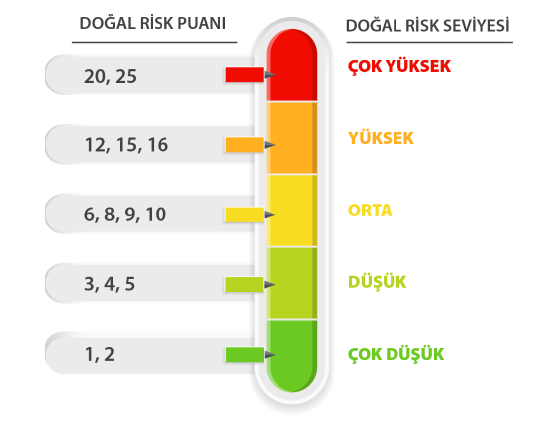 DOĞAL RİSK PUANI
DOĞAL RİSK SEVİYESİ
20, 25
ÇOK YÜKSEK
12, 15, 16
YÜKSEK
6, 8, 9, 10
ORTA
3, 4, 5
DÜŞÜK
1, 2
ÇOK DÜŞÜK